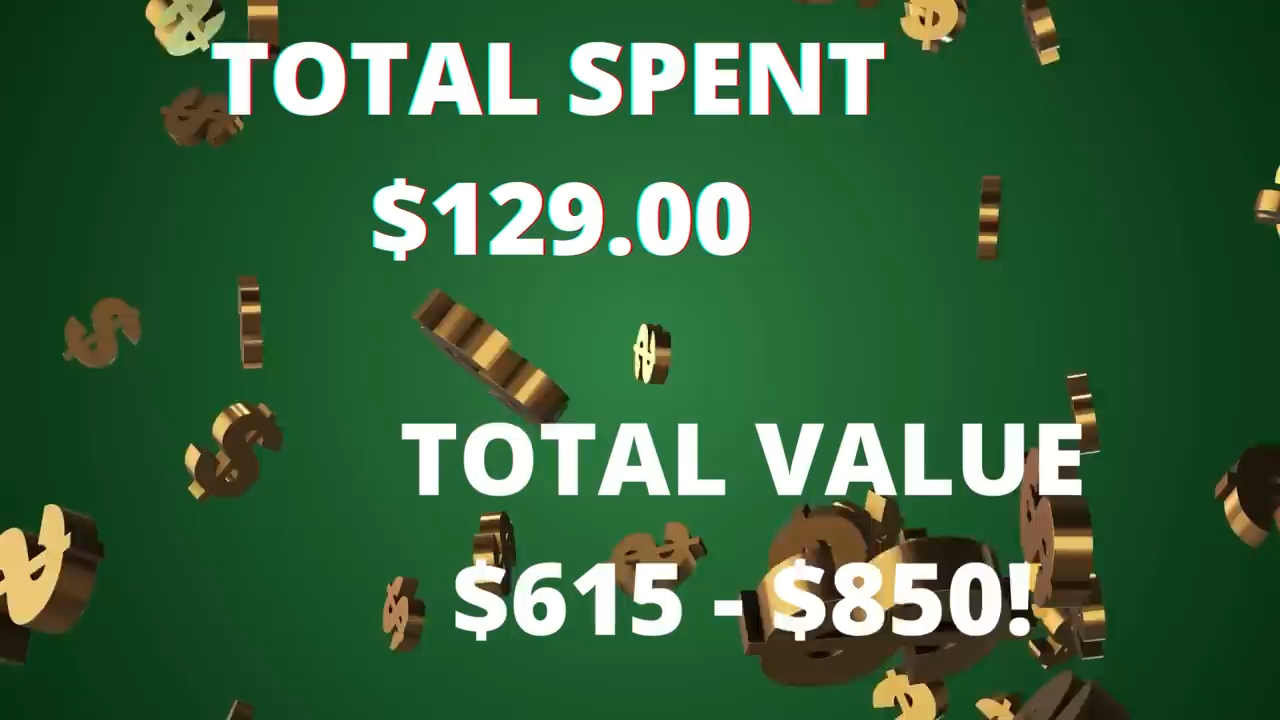 TOTAL SPENT
$129.00
TOTAL VALUE
$615 - $850!